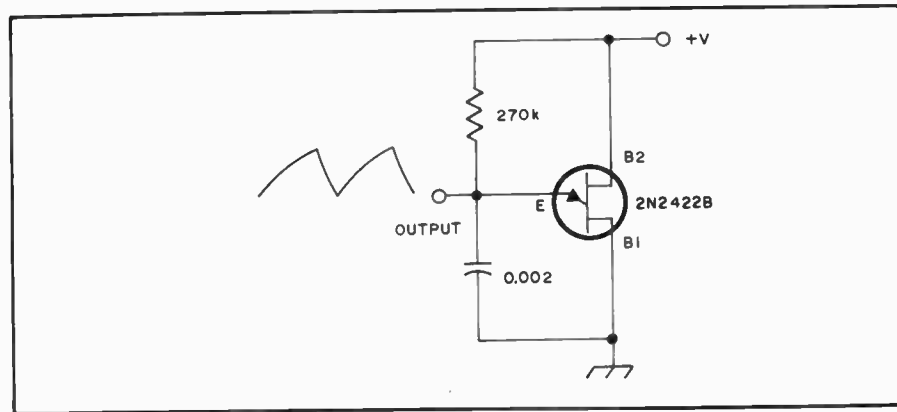 +V
270k
B2
E
2N2422B
OUTPUT
B1
0.002